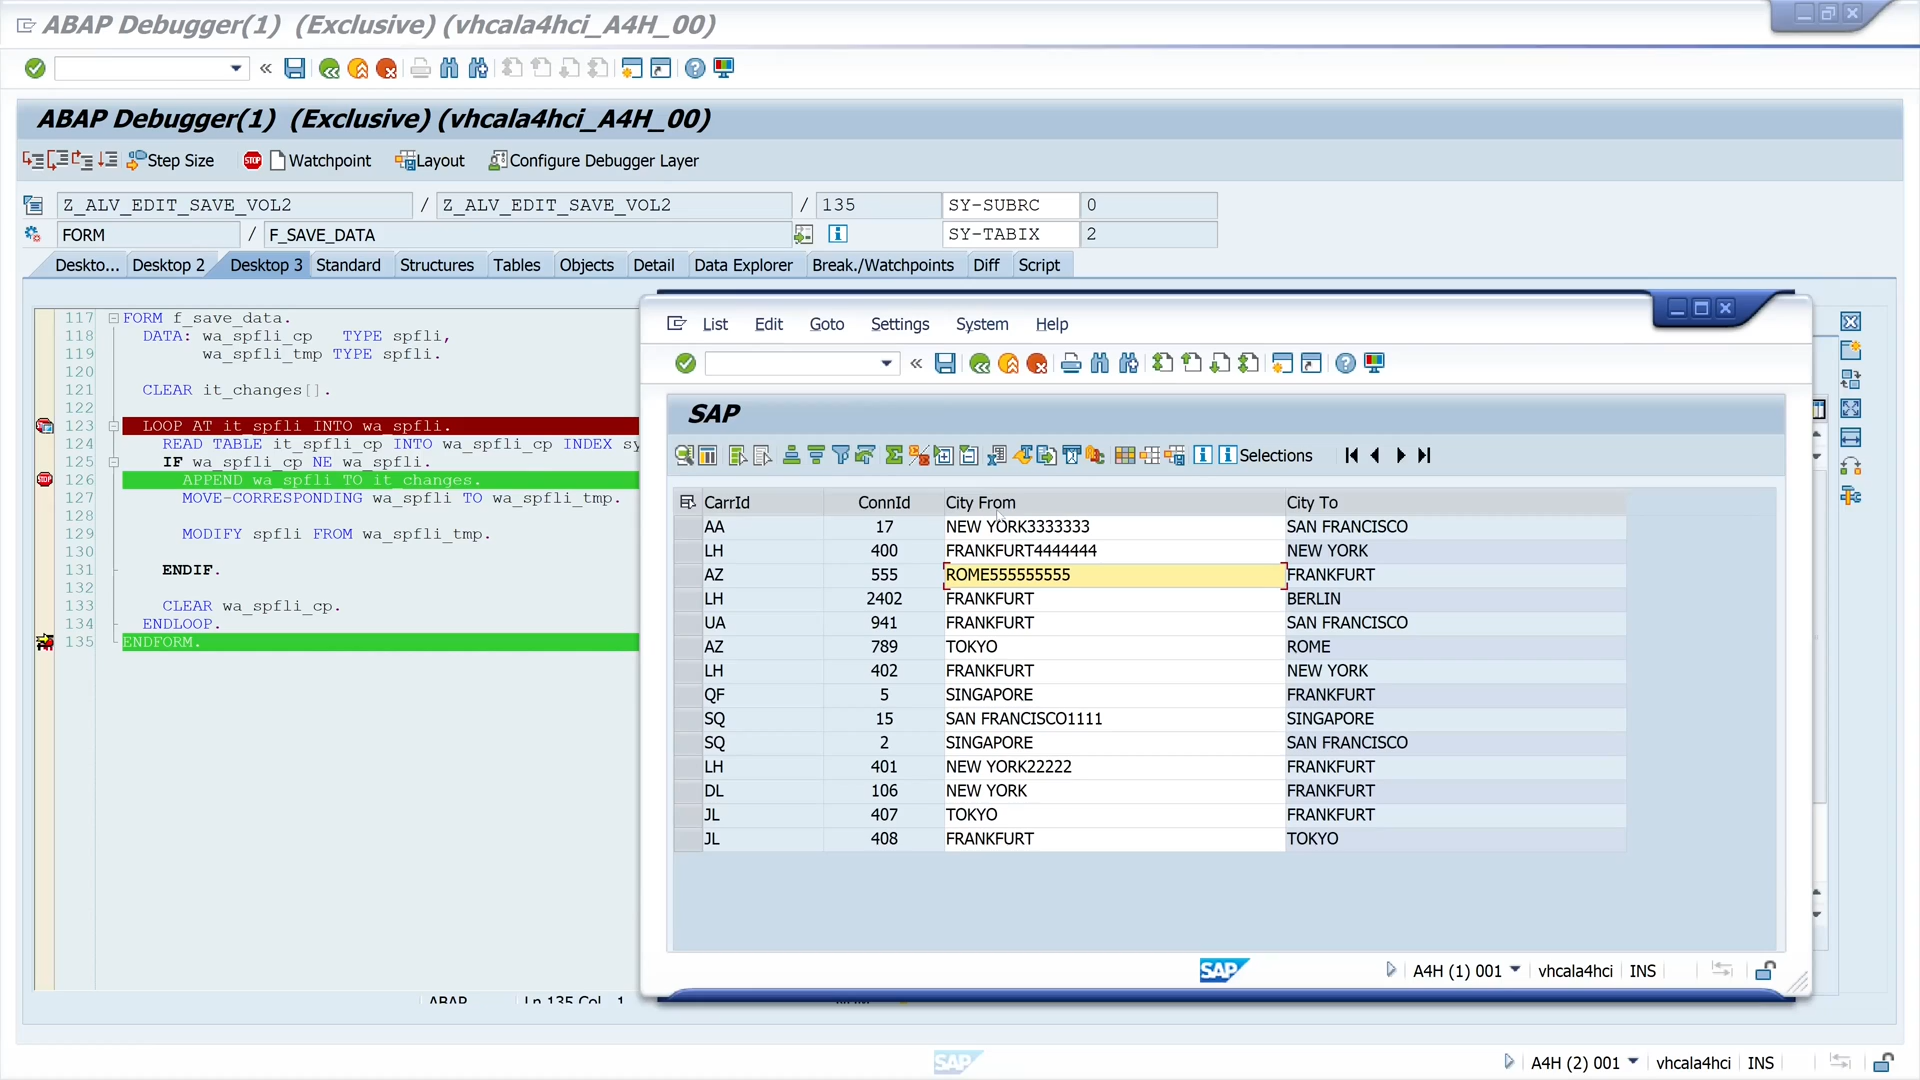 ABAP Debugger(1) (Exclusive) (vhcala4hci_A4H_00)
ABAP Debugger(1) (Exclusive) (vhcala4hci_A4H_00)
Step Size STOP Watchpoint Layout Configure Debugger Layer
Z_ALV_EDIT_SAVE_VOL2 / Z_ALV_EDIT_SAVE_VOL2 / 135 SY-SUBRC 0
FORM / F_SAVE_DATA SY-TABIX 2
Deskto... Desktop 2 Desktop 3 Standard Structures Tables Objects Detail Data Explorer Break./Watchpoints Diff Script
117 FORM f_save_data.
118 DATA: wa_spfli_cp TYPE spfli,
119 wa_spfli_tmp TYPE spfli.
120
121 CLEAR it_changes[].
122
123 LOOP AT it_spfli INTO wa_spfli.
124 READ TABLE it_spfli_cp INTO wa_spfli_cp INDEX sy
125 IF wa_spfli_cp NE wa_spfli.
126 APPEND wa_spfli TO it_changes.
127 MOVE-CORRESPONDING wa_spfli TO wa_spfli_tmp.
128
129 MODIFY spfli FROM wa_spfli_tmp.
130
131 ENDIF.
132
133 CLEAR wa_spfli_cp.
134 ENDLOOP.
135 ENDFORM.
ABAP Ln 135 Col 1
List Edit Goto Settings System Help
SAP
Selections
CarrId ConnId City From City To
AA 17 NEW YORK3333333 SAN FRANCISCO
LH 400 FRANKFURT4444444 NEW YORK
AZ 555 ROME555555555 FRANKFURT
LH 2402 FRANKFURT BERLIN
UA 941 FRANKFURT SAN FRANCISCO
AZ 789 TOKYO ROME
LH 402 FRANKFURT NEW YORK
QF 5 SINGAPORE FRANKFURT
SQ 15 SAN FRANCISCO1111 SINGAPORE
SQ 2 SINGAPORE SAN FRANCISCO
LH 401 NEW YORK22222 FRANKFURT
DL 106 NEW YORK FRANKFURT
JL 407 TOKYO FRANKFURT
JL 408 FRANKFURT TOKYO
SAP A4H (1) 001 vhcala4hci INS
SAP A4H (2) 001 vhcala4hci INS